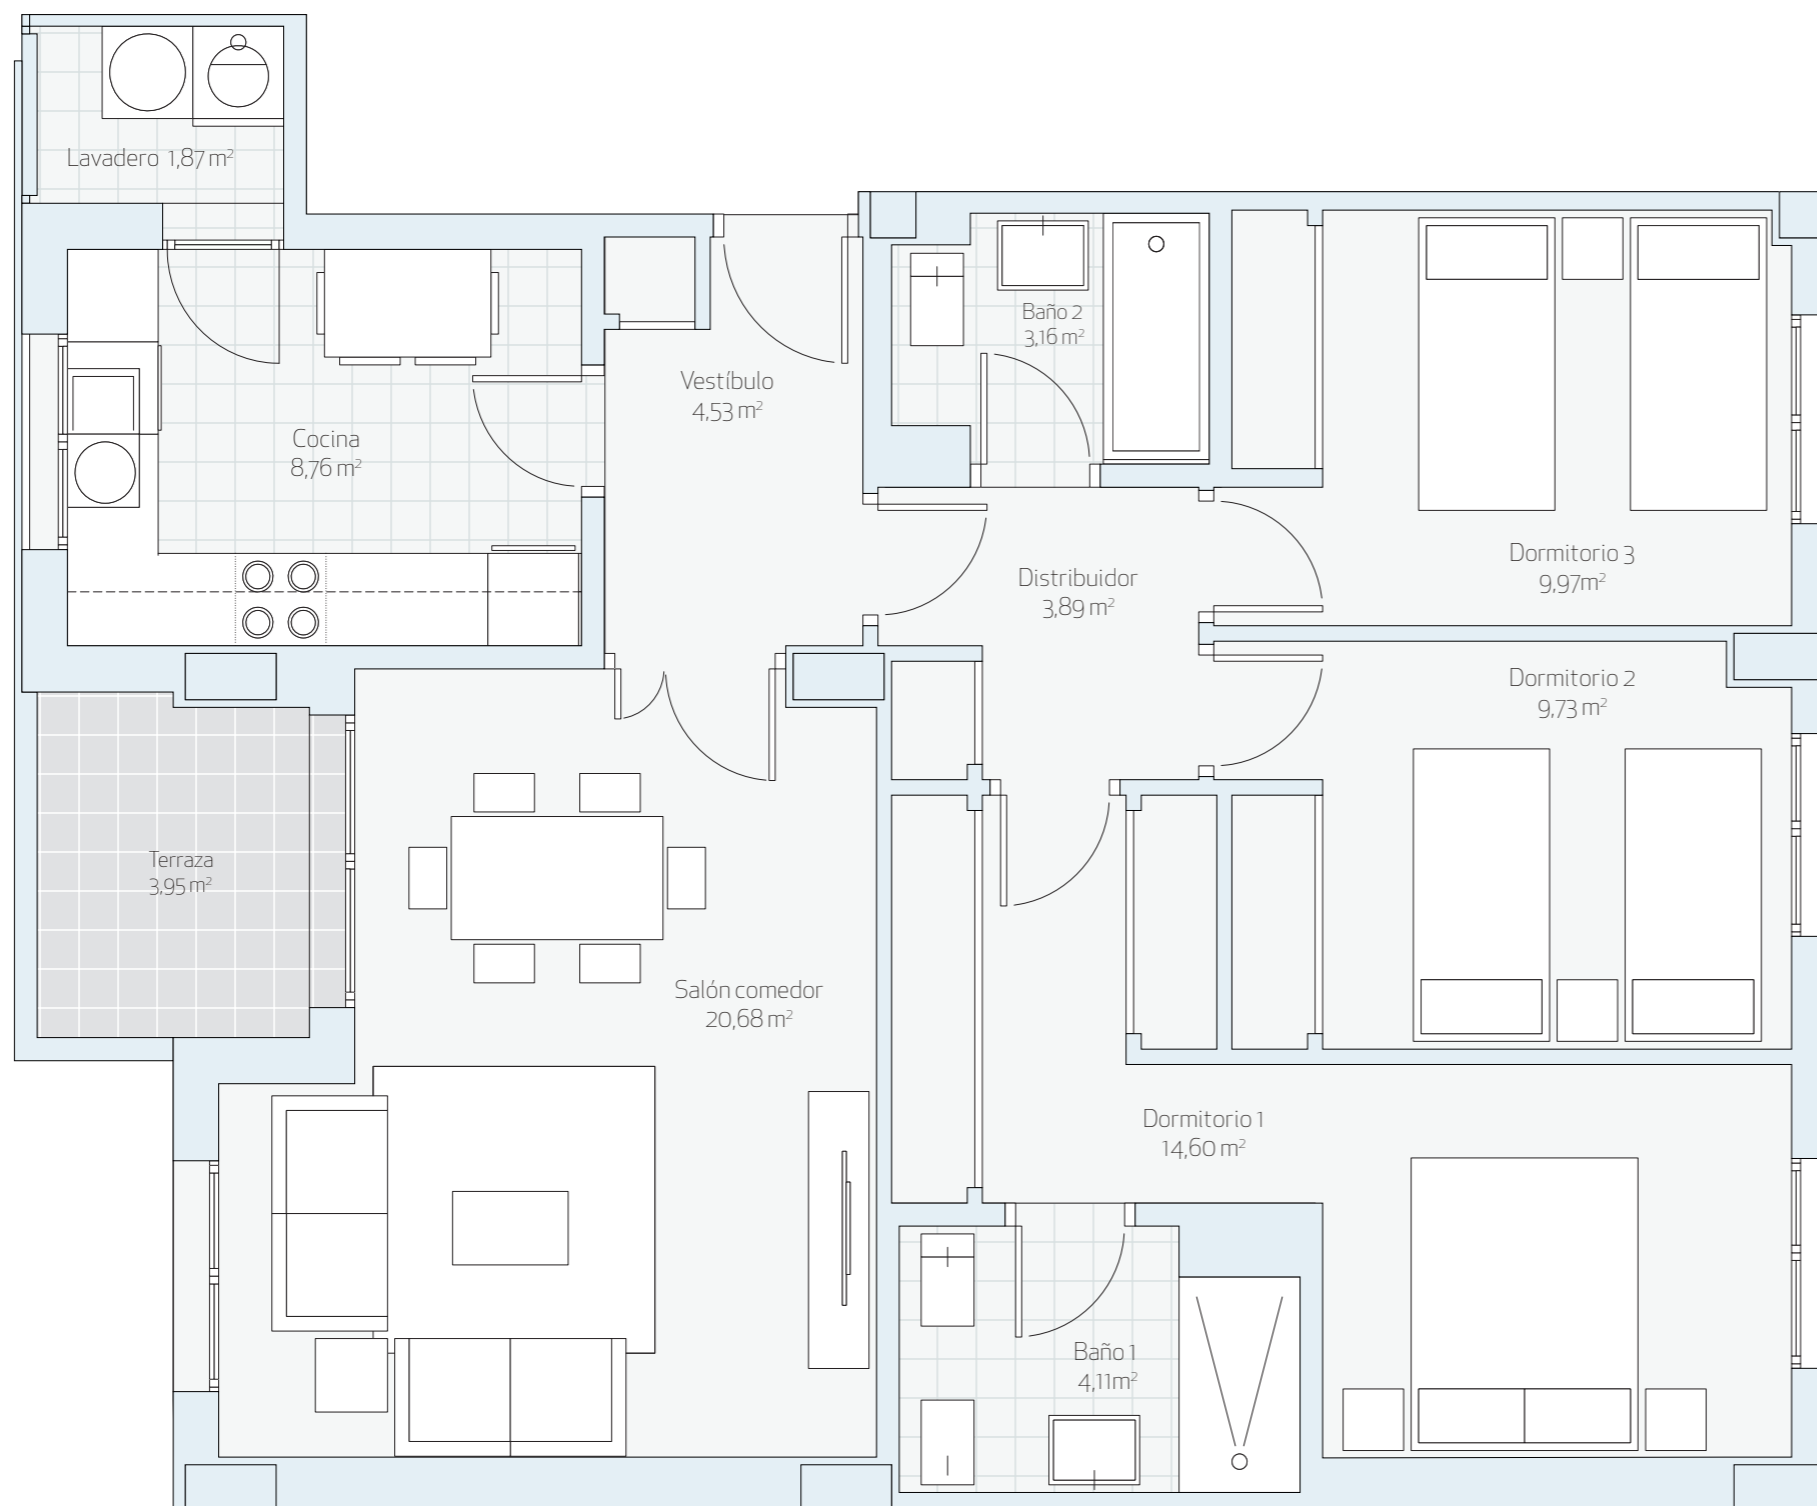 Lavadero 1,87 m²
Baño 2
3,16 m²
Vestíbulo
4,53 m²
Cocina
8,76 m²
Dormitorio 3
9,97m²
Distribuidor
3,89 m²
Dormitorio 2
9,73 m²
Terraza
3,95 m²
Salón comedor
20,68 m²
Dormitorio 1
14,60 m²
Baño 1
4,11m²